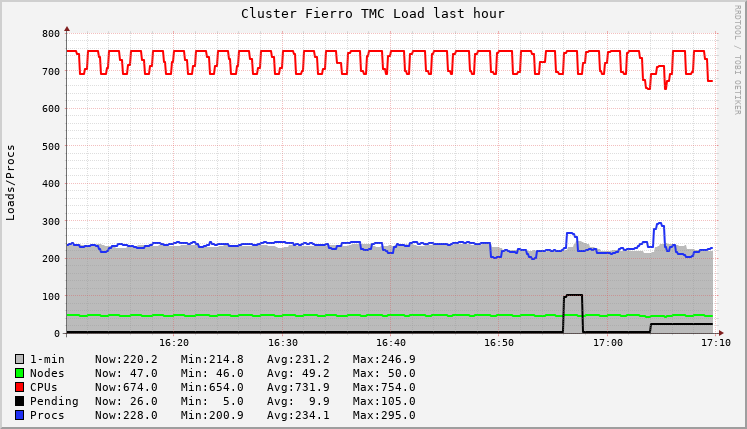 Cluster Fierro TMC Load last hour
RRDTOOL / TOBI OETIKER
Loads/Procs
800
700
600
500
400
300
200
100
0
16:20 16:30 16:40 16:50 17:00 17:10
1-min Now:220.2 Min:214.8 Avg:231.2 Max:246.9
Nodes Now: 47.0 Min: 46.0 Avg: 49.2 Max: 50.0
CPUs Now:674.0 Min:654.0 Avg:731.9 Max:754.0
Pending Now: 26.0 Min: 5.0 Avg: 9.9 Max:105.0
Procs Now:228.0 Min:200.9 Avg:234.1 Max:295.0